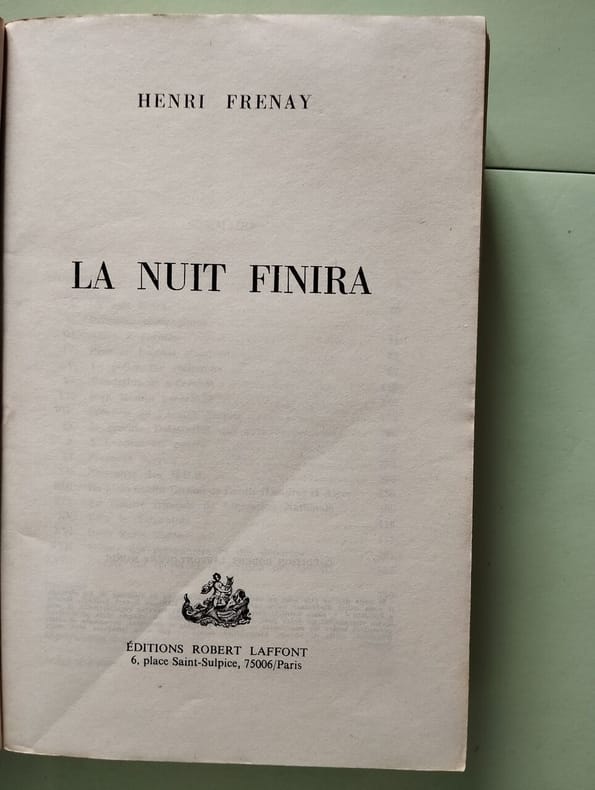 HENRI FRENAY
LA NUIT FINIRA
ÉDITIONS ROBERT LAFFONT
6, place Saint-Sulpice, 75006/Paris